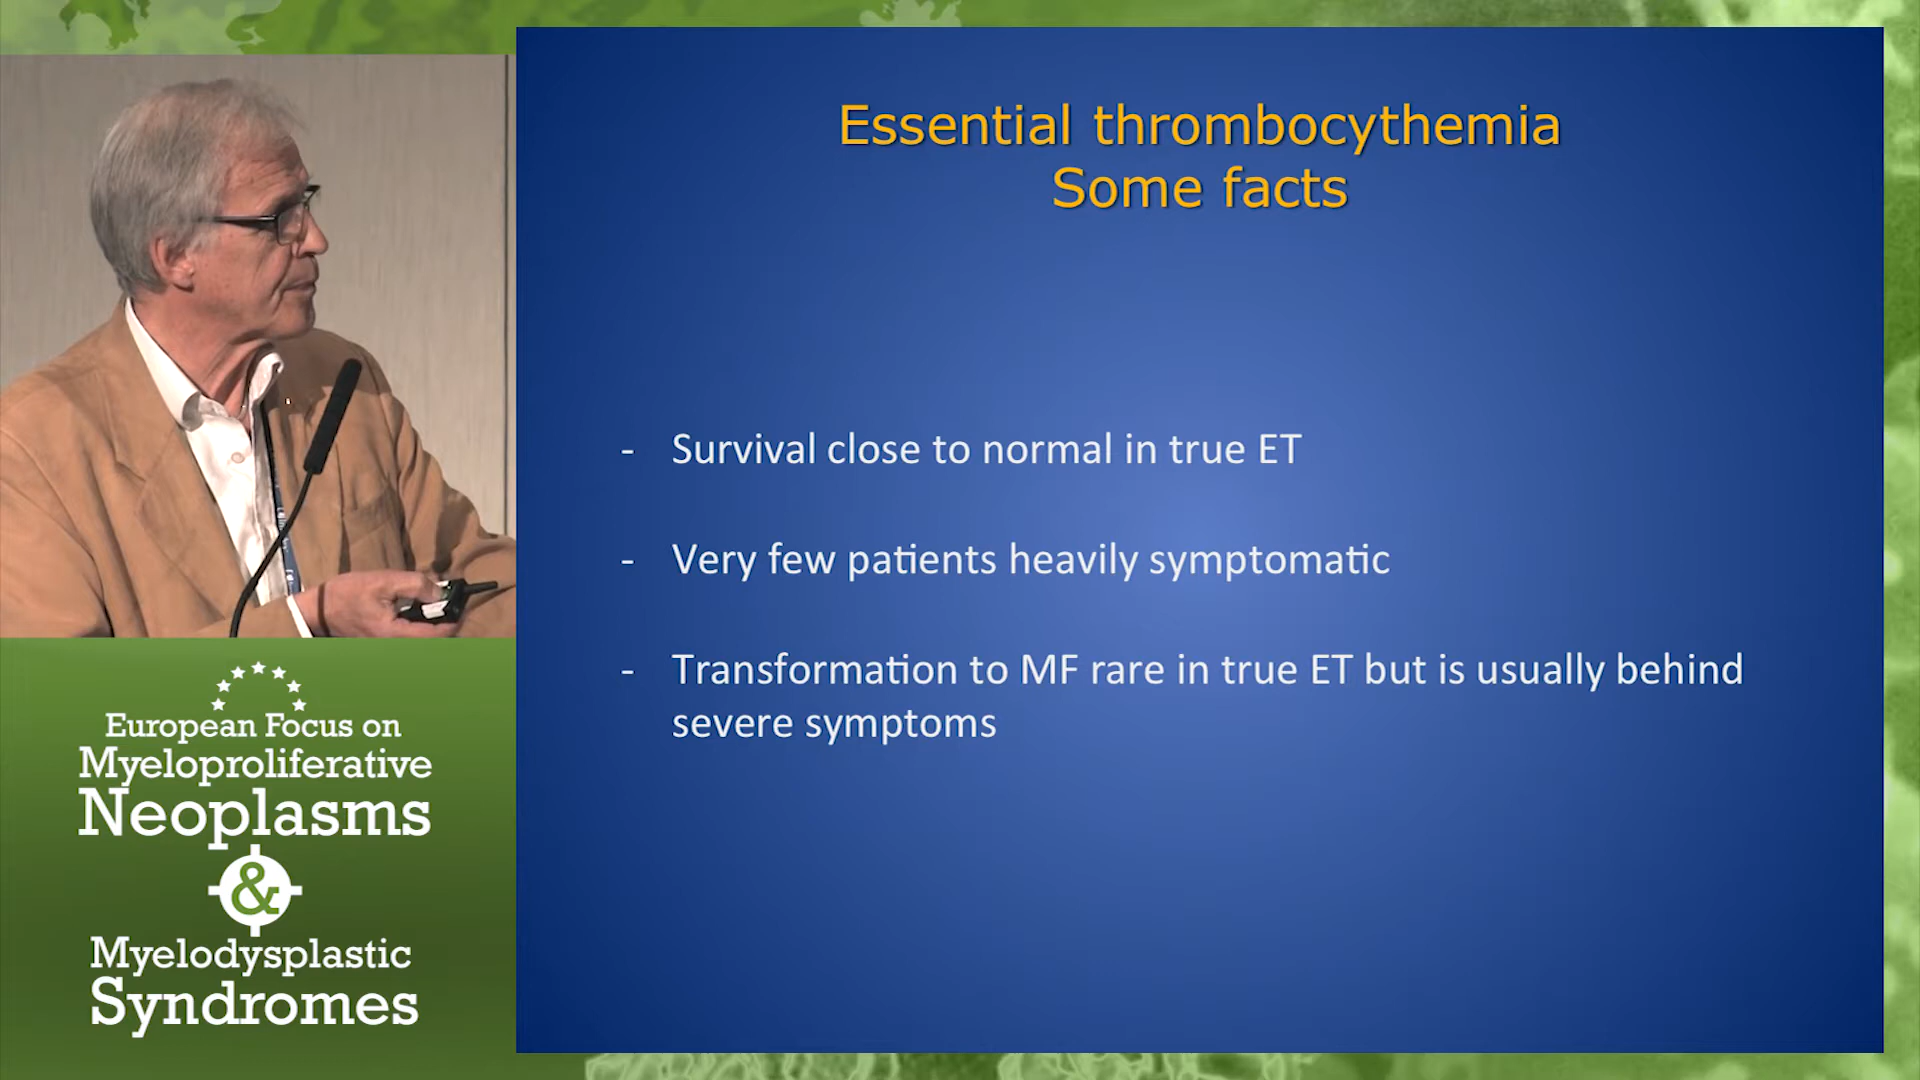 Essential thrombocythemia
Some facts
- Survival close to normal in true ET
- Very few patients heavily symptomatic
- Transformation to MF rare in true ET but is usually behind
severe symptoms
European Focus on
Myeloproliferative
Neoplasms
&
Myelodysplastic
Syndromes